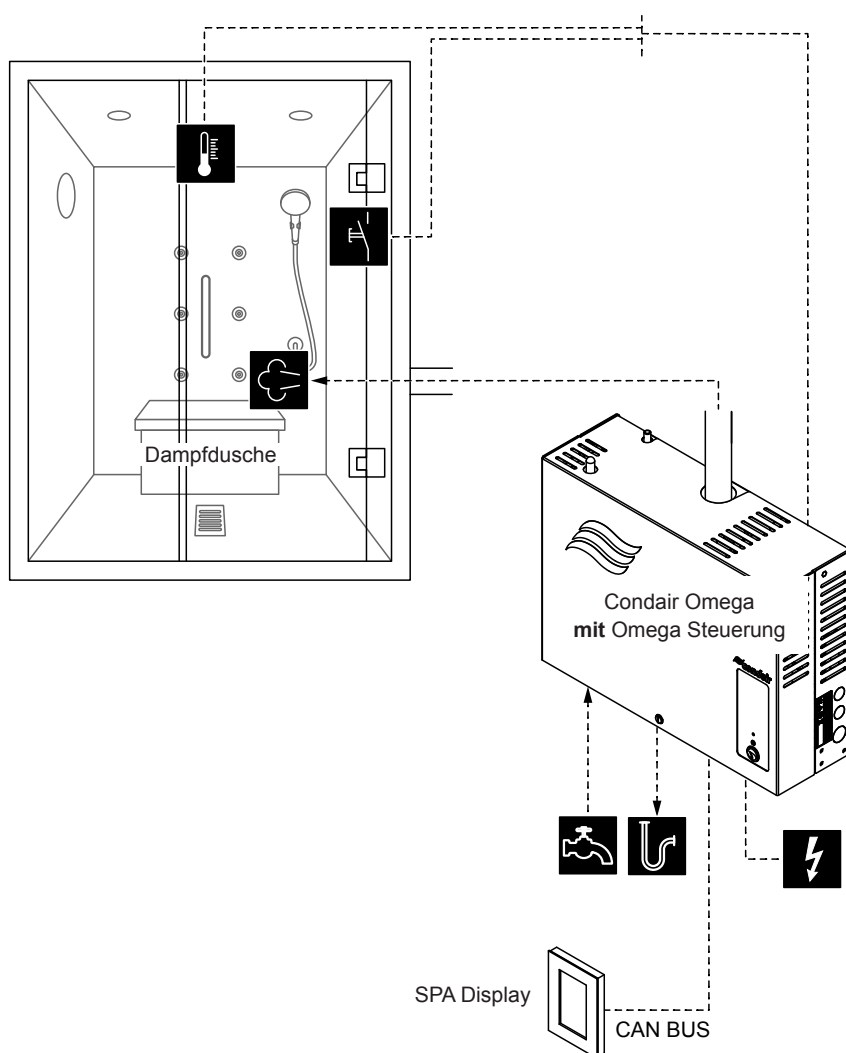 Dampfdusche
Condair Omega
mit Omega Steuerung
SPA Display
CAN BUS